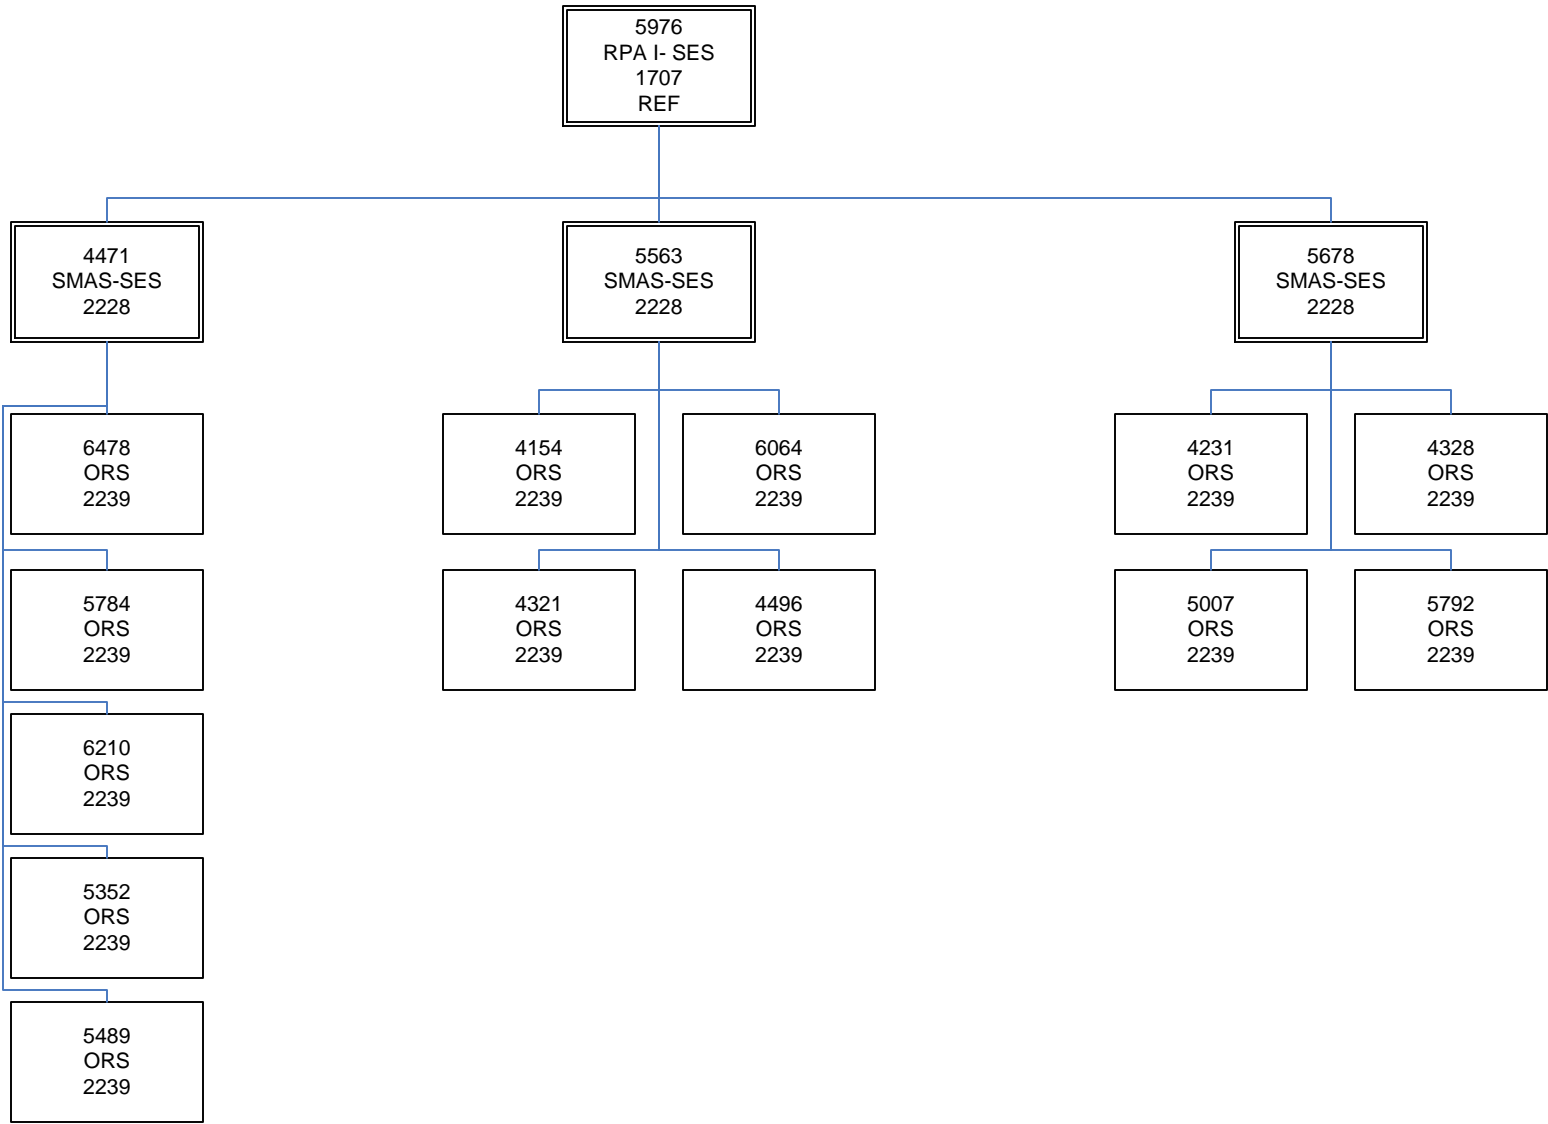 5976
RPA I- SES
1707
REF
4471
SMAS-SES
2228
5563
SMAS-SES
2228
5678
SMAS-SES
2228
6478
ORS
2239
4154
ORS
2239
6064
ORS
2239
4231
ORS
2239
4328
ORS
2239
5784
ORS
2239
4321
ORS
2239
4496
ORS
2239
5007
ORS
2239
5792
ORS
2239
6210
ORS
2239
5352
ORS
2239
5489
ORS
2239